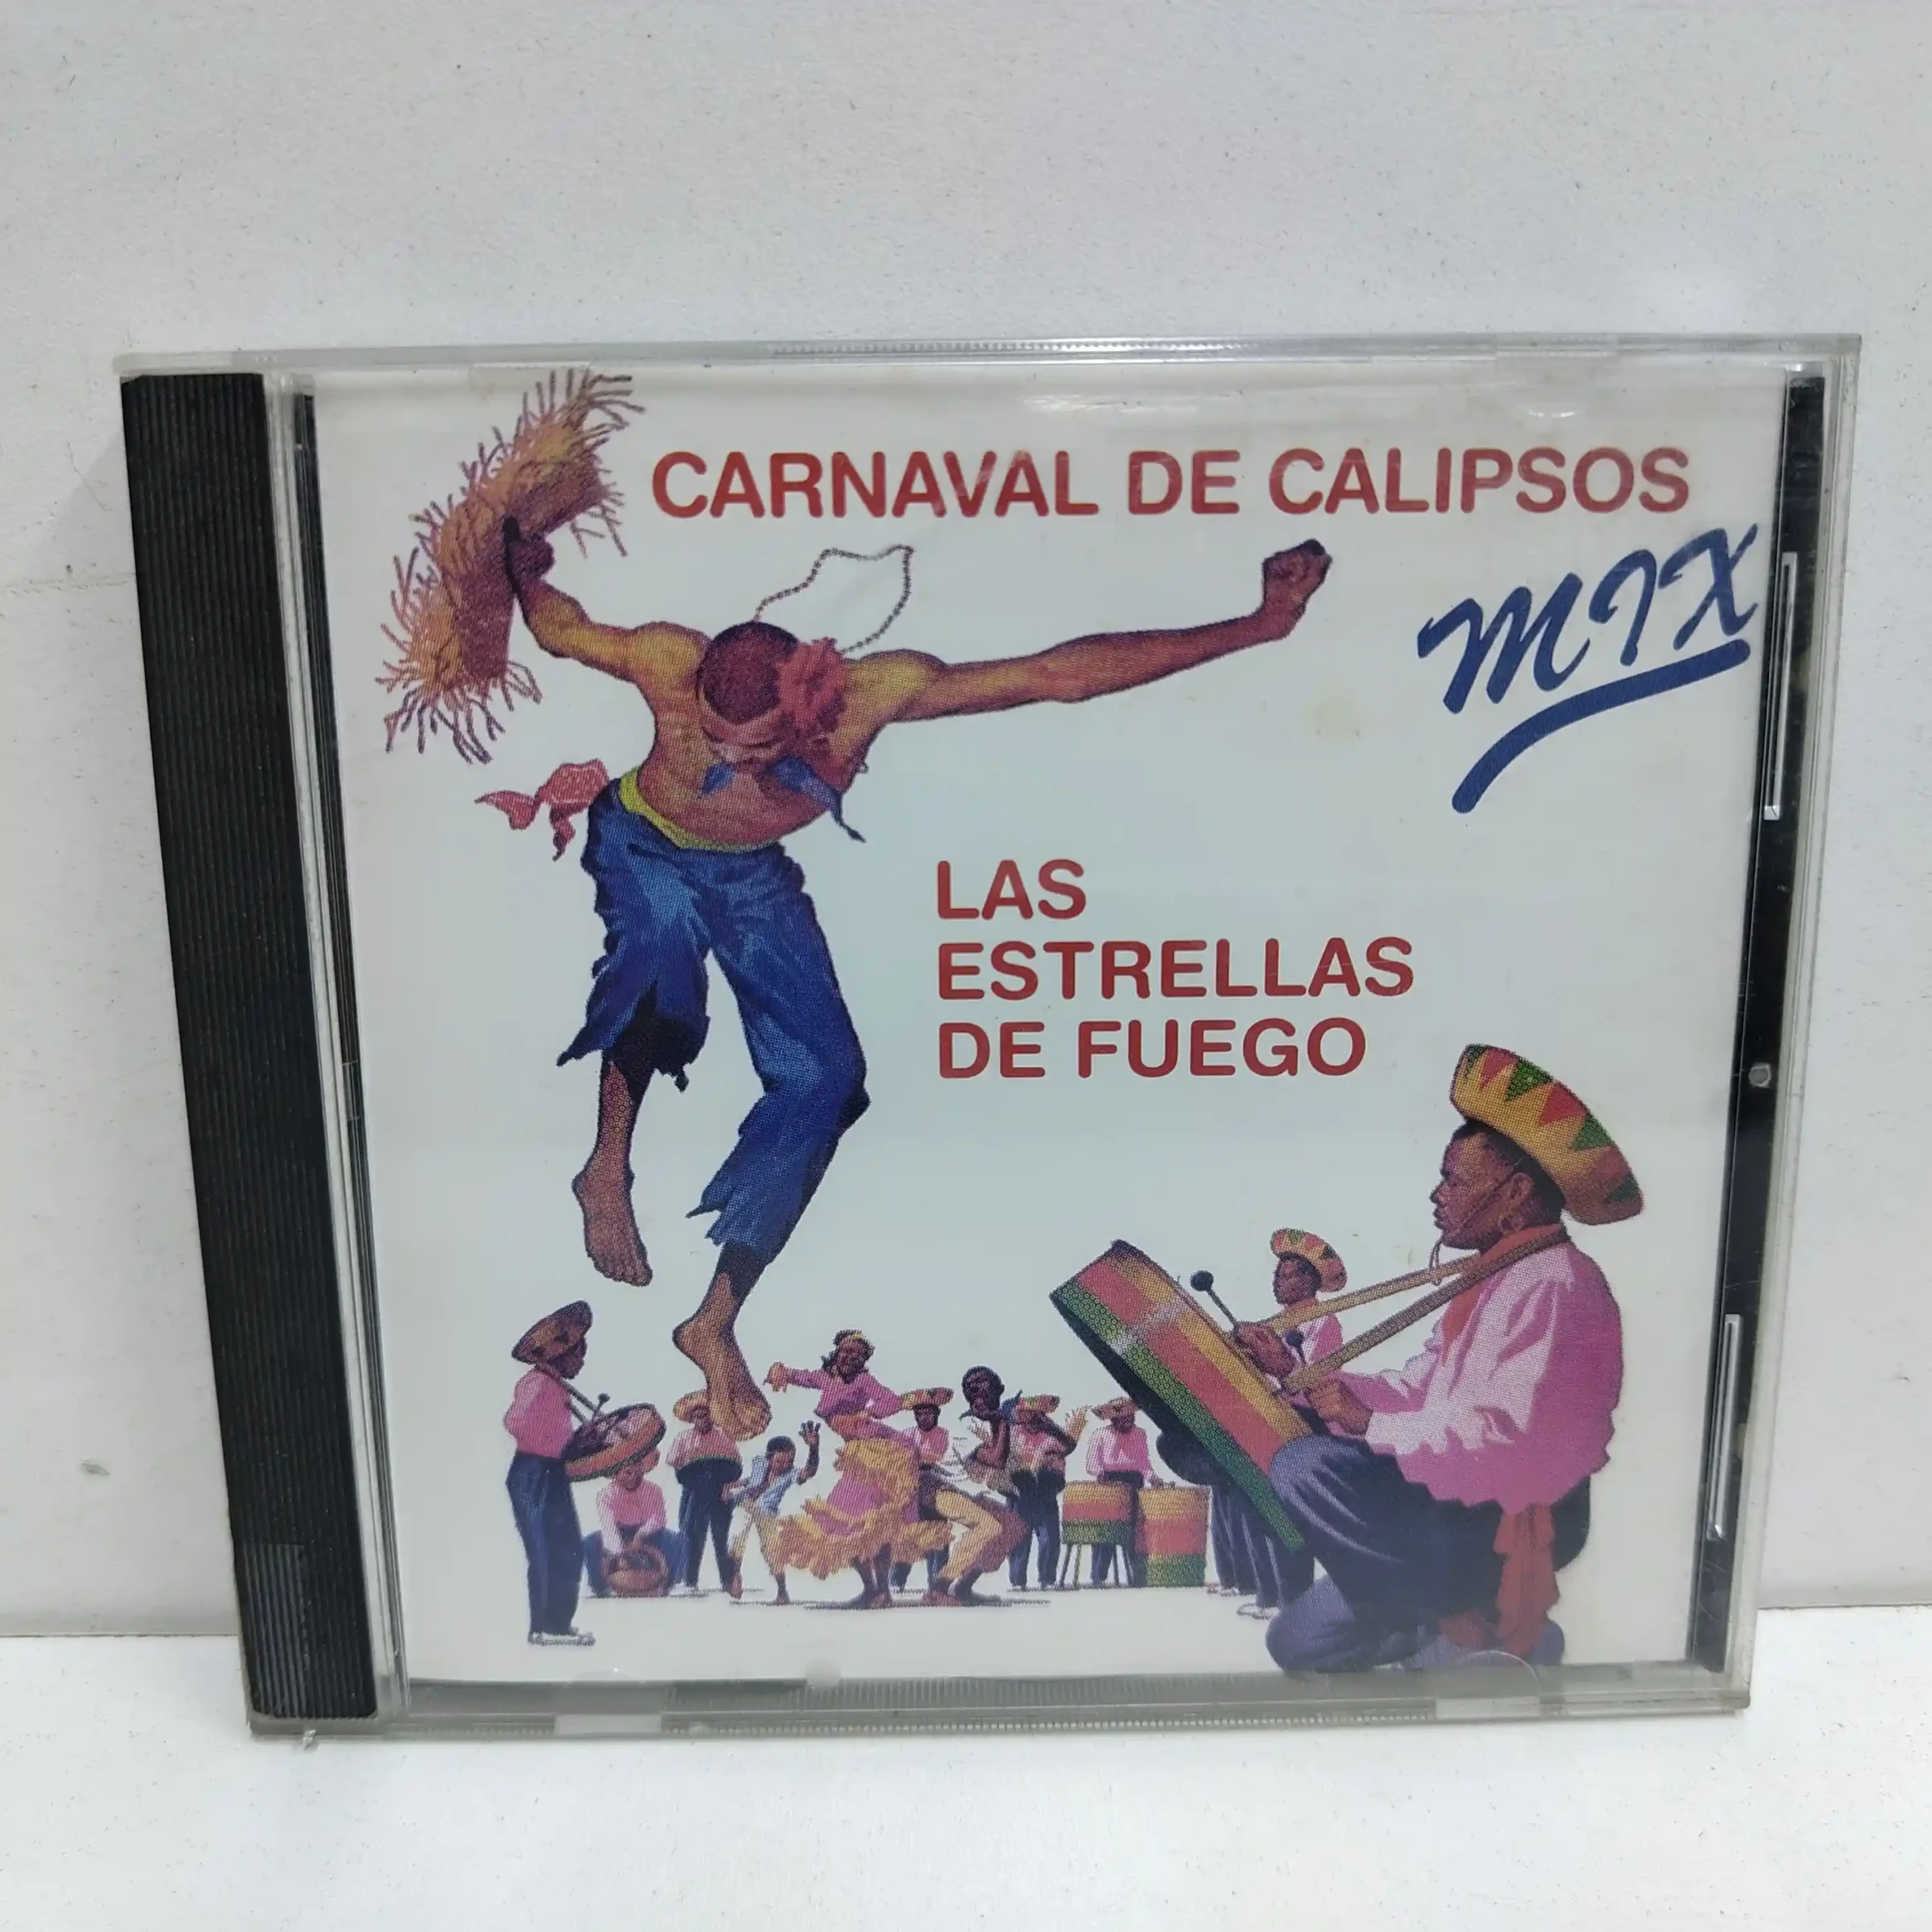 CARNAVAL DE CALIPSOS
MIX
LAS
ESTRELLAS
DE FUEGO